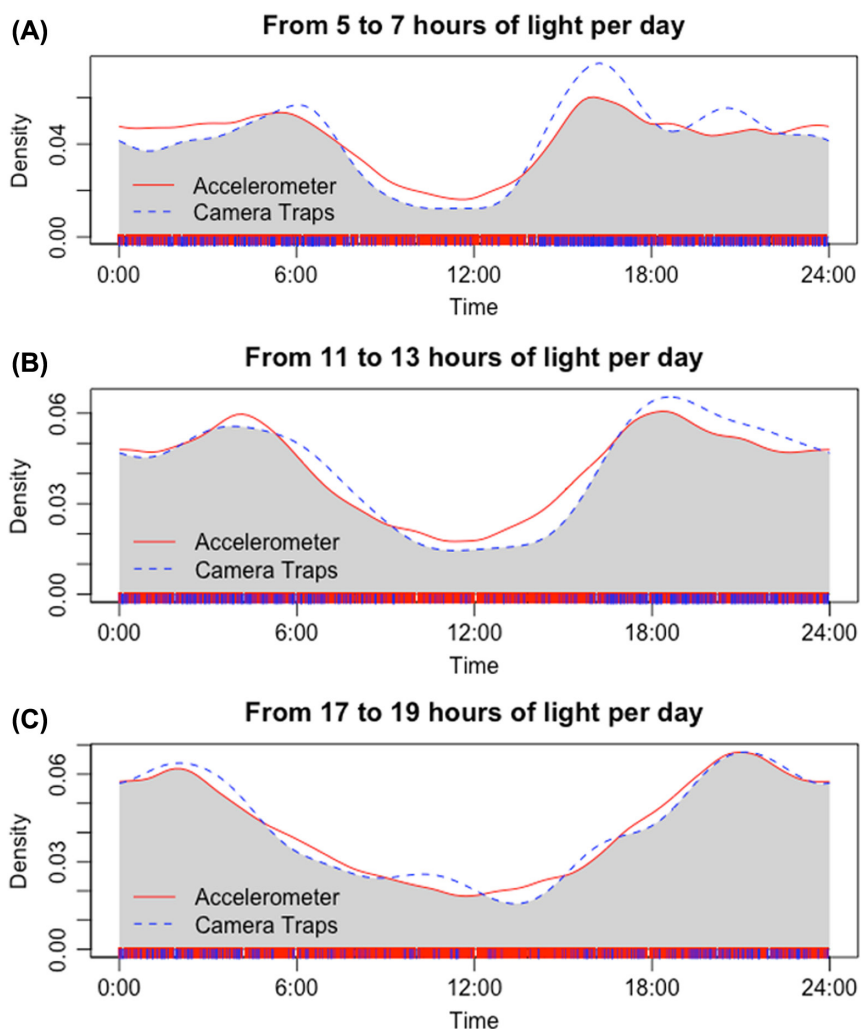 (A)
From 5 to 7 hours of light per day
Density
0.04
0.00
Accelerometer
Camera Traps
0:00 6:00 12:00 18:00 24:00
Time
(B)
From 11 to 13 hours of light per day
Density
0.06
0.03
0.00
Accelerometer
Camera Traps
0:00 6:00 12:00 18:00 24:00
Time
(C)
From 17 to 19 hours of light per day
Density
0.06
0.03
0.00
Accelerometer
Camera Traps
0:00 6:00 12:00 18:00 24:00
Time